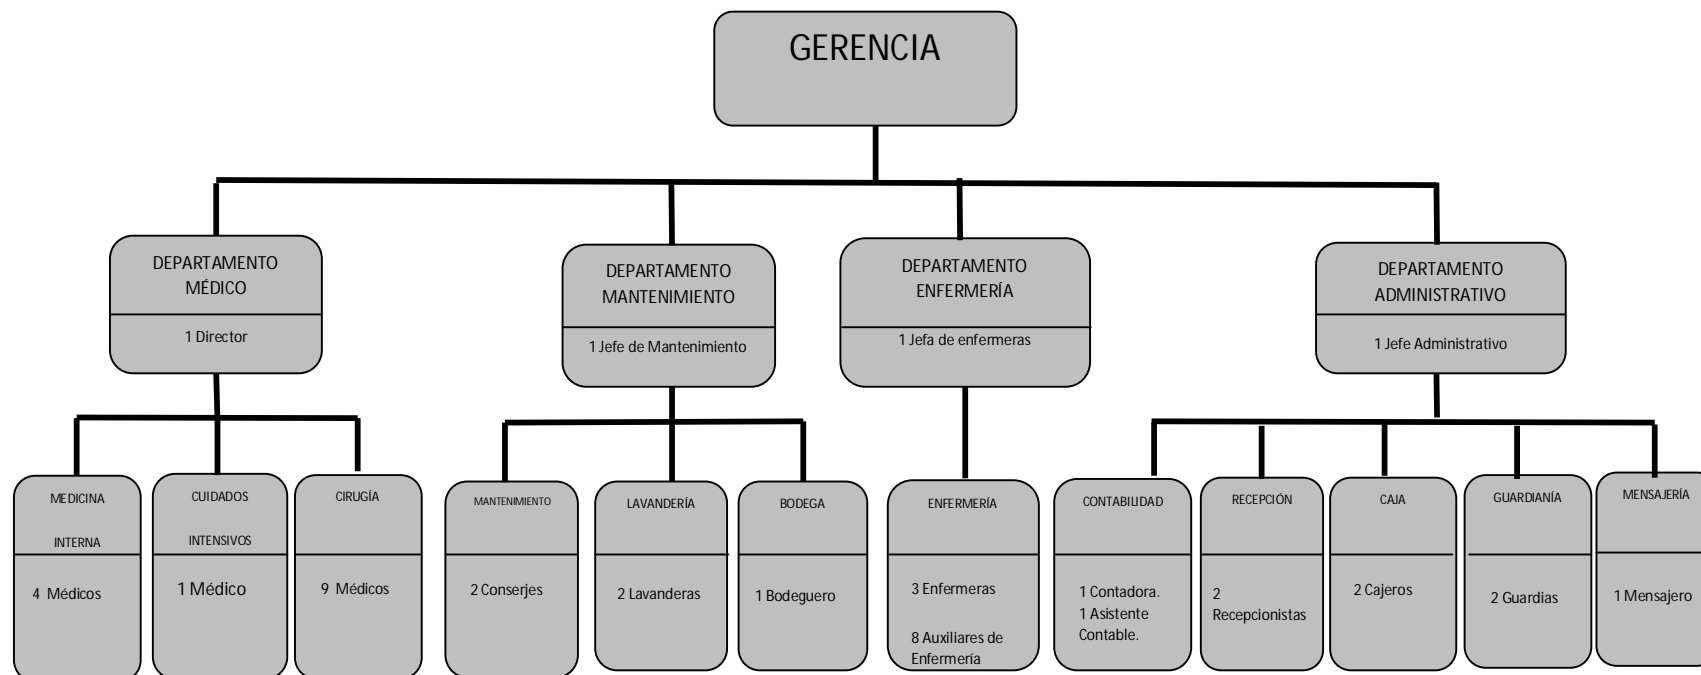 GERENCIA
DEPARTAMENTO
MÉDICO
1 Director
DEPARTAMENTO
MANTENIMIENTO
1 Jefe de Mantenimiento
DEPARTAMENTO
ENFERMERÍA
1 Jefa de enfermeras
DEPARTAMENTO
ADMINISTRATIVO
1 Jefe Administrativo
MEDICINA
INTERNA
4 Médicos
CUIDADOS
INTENSIVOS
1 Médico
CIRUGÍA
9 Médicos
MANTENIMIENTO
2 Conserjes
LAVANDERÍA
2 Lavanderas
BODEGA
1 Bodeguero
ENFERMERÍA
3 Enfermeras
8 Auxiliares de
Enfermería
CONTABILIDAD
1 Contadora.
1 Asistente
Contable.
RECEPCIÓN
2
Recepcionistas
CAJA
2 Cajeros
GUARDIANÍA
2 Guardias
MENSAJERÍA
1 Mensajero